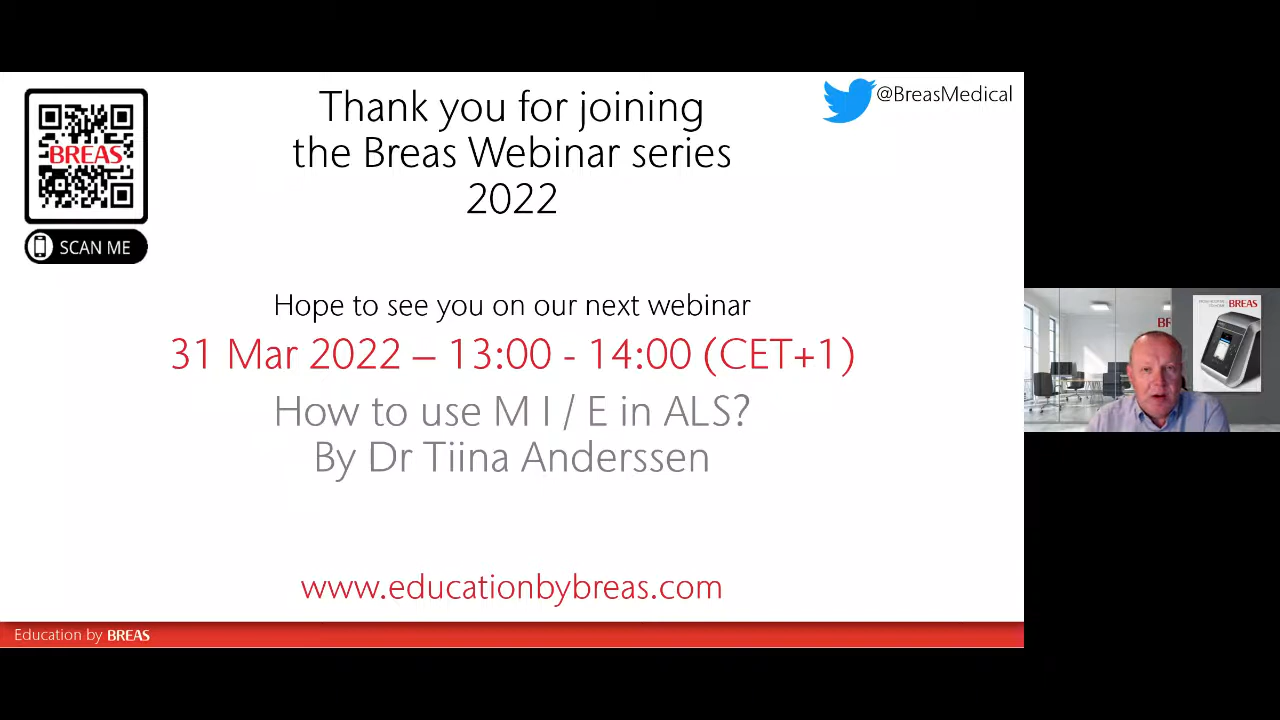 BREAS
SCAN ME
Thank you for joining
the Breas Webinar series
2022
@BreasMedical
Hope to see you on our next webinar
31 Mar 2022 – 13:00 - 14:00 (CET+1)
How to use M I / E in ALS?
By Dr Tiina Anderssen
www.educationbybreas.com
Education by BREAS
BREAS
BR